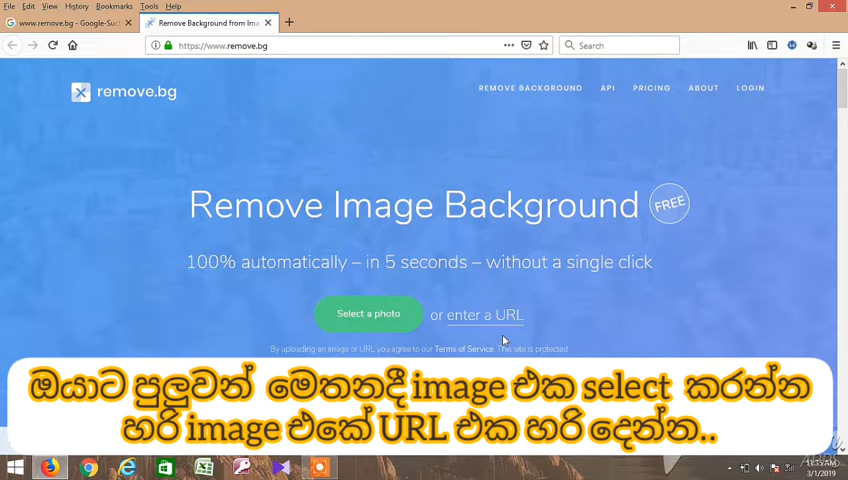 File Edit View History Bookmarks Tools Help
www.remove.bg - Google-Suc
Remove Background from Ima
https://www.remove.bg
Search
remove.bg
REMOVE BACKGROUND API PRICING ABOUT LOGIN
Remove Image Background FREE
100% automatically – in 5 seconds – without a single click
Select a photo or enter a URL
By uploading an image or URL you agree to our Terms of Service. This site is protected
ඔයාට පුලුවන් මෙතනදී image එක select කරන්න
හරි image එකේ URL එක හරි දෙන්න..
11:35 AM
3/1/2019